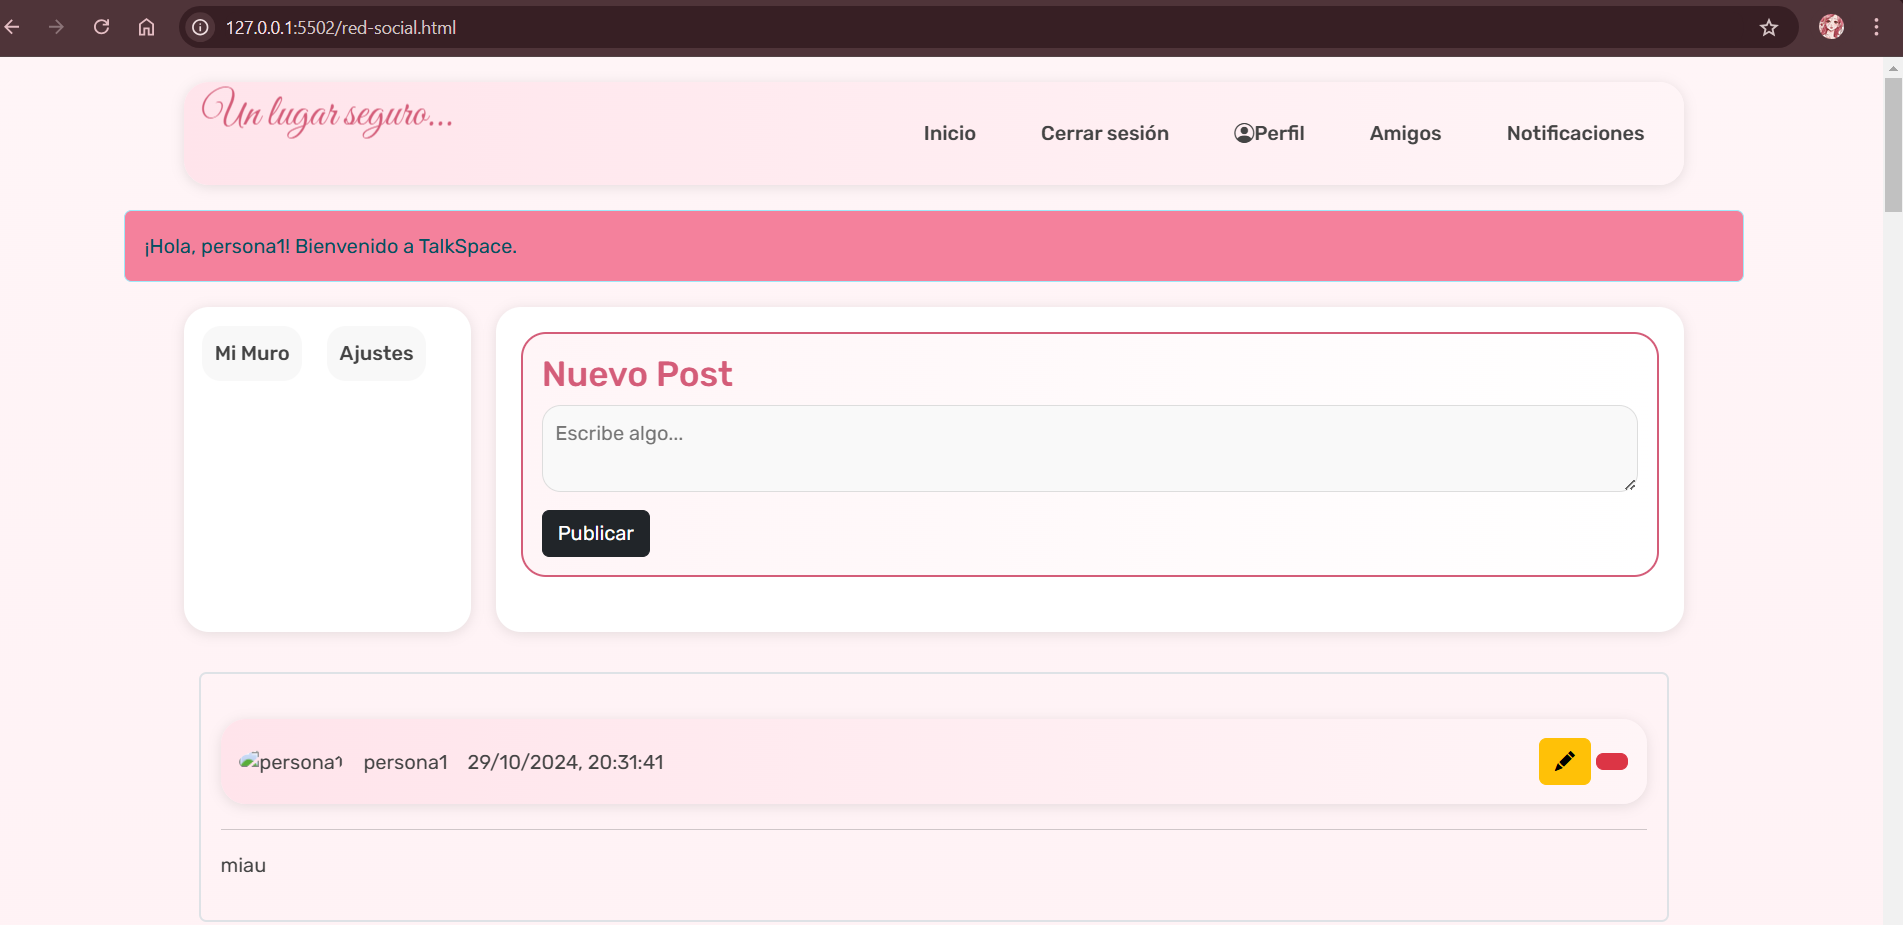 127.0.0.1:5502/red-social.html
Un lugar seguro...
Inicio
Cerrar sesión
Perfil
Amigos
Notificaciones
¡Hola, persona1! Bienvenido a TalkSpace.
Mi Muro
Ajustes
Nuevo Post
Escribe algo...
Publicar
persona1 persona1 29/10/2024, 20:31:41
miau